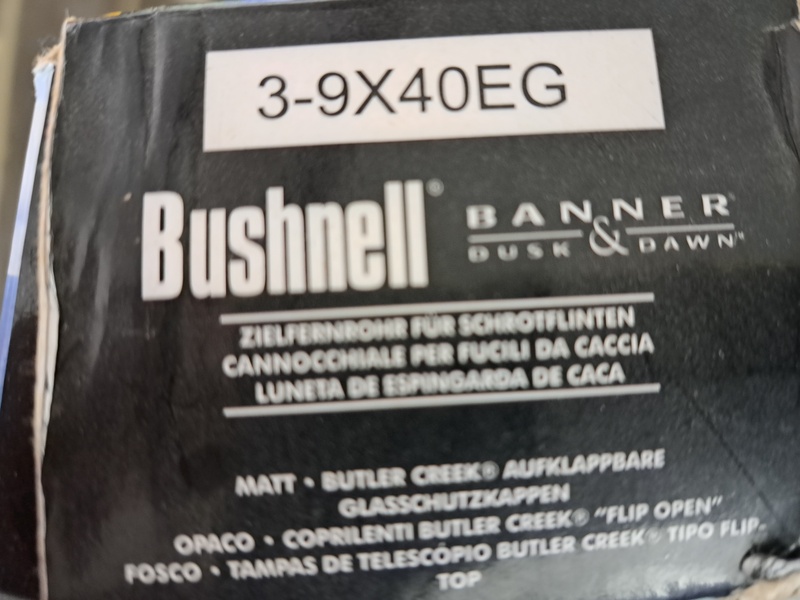 3-9X40EG
Bushnell®
BANNER®
DUSK & DAWN™
ZIELFERNROHR FÜR SCHROTFLINTEN
CANNOCCHIALE PER FUCILI DA CACCIA
LUNETA DE ESPINGARDA DE CACA
MATT • BUTLER CREEK® AUFKLAPPBARE
GLASSCHUTZKAPPEN
OPACO • COPRILENTI BUTLER CREEK® "FLIP OPEN"
FOSCO • TAMPAS DE TELESCÓPIO BUTLER CREEK® TIPO FLIP-
TOP